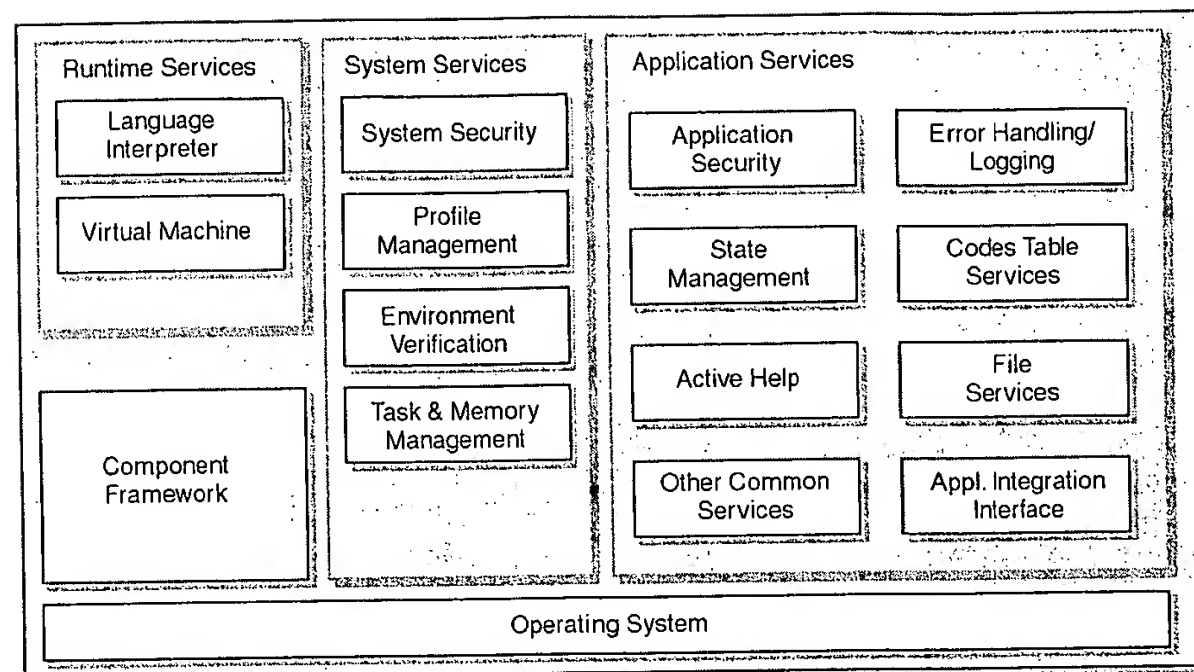 Runtime Services
Language
Interpreter
Virtual Machine
Component
Framework
System Services
System Security
Profile
Management
Environment
Verification
Task & Memory
Management
Application Services
Application
Security
Error Handling/
Logging
State
Management
Codes Table
Services
Active Help
File
Services
Other Common
Services
Appl. Integration
Interface
Operating System